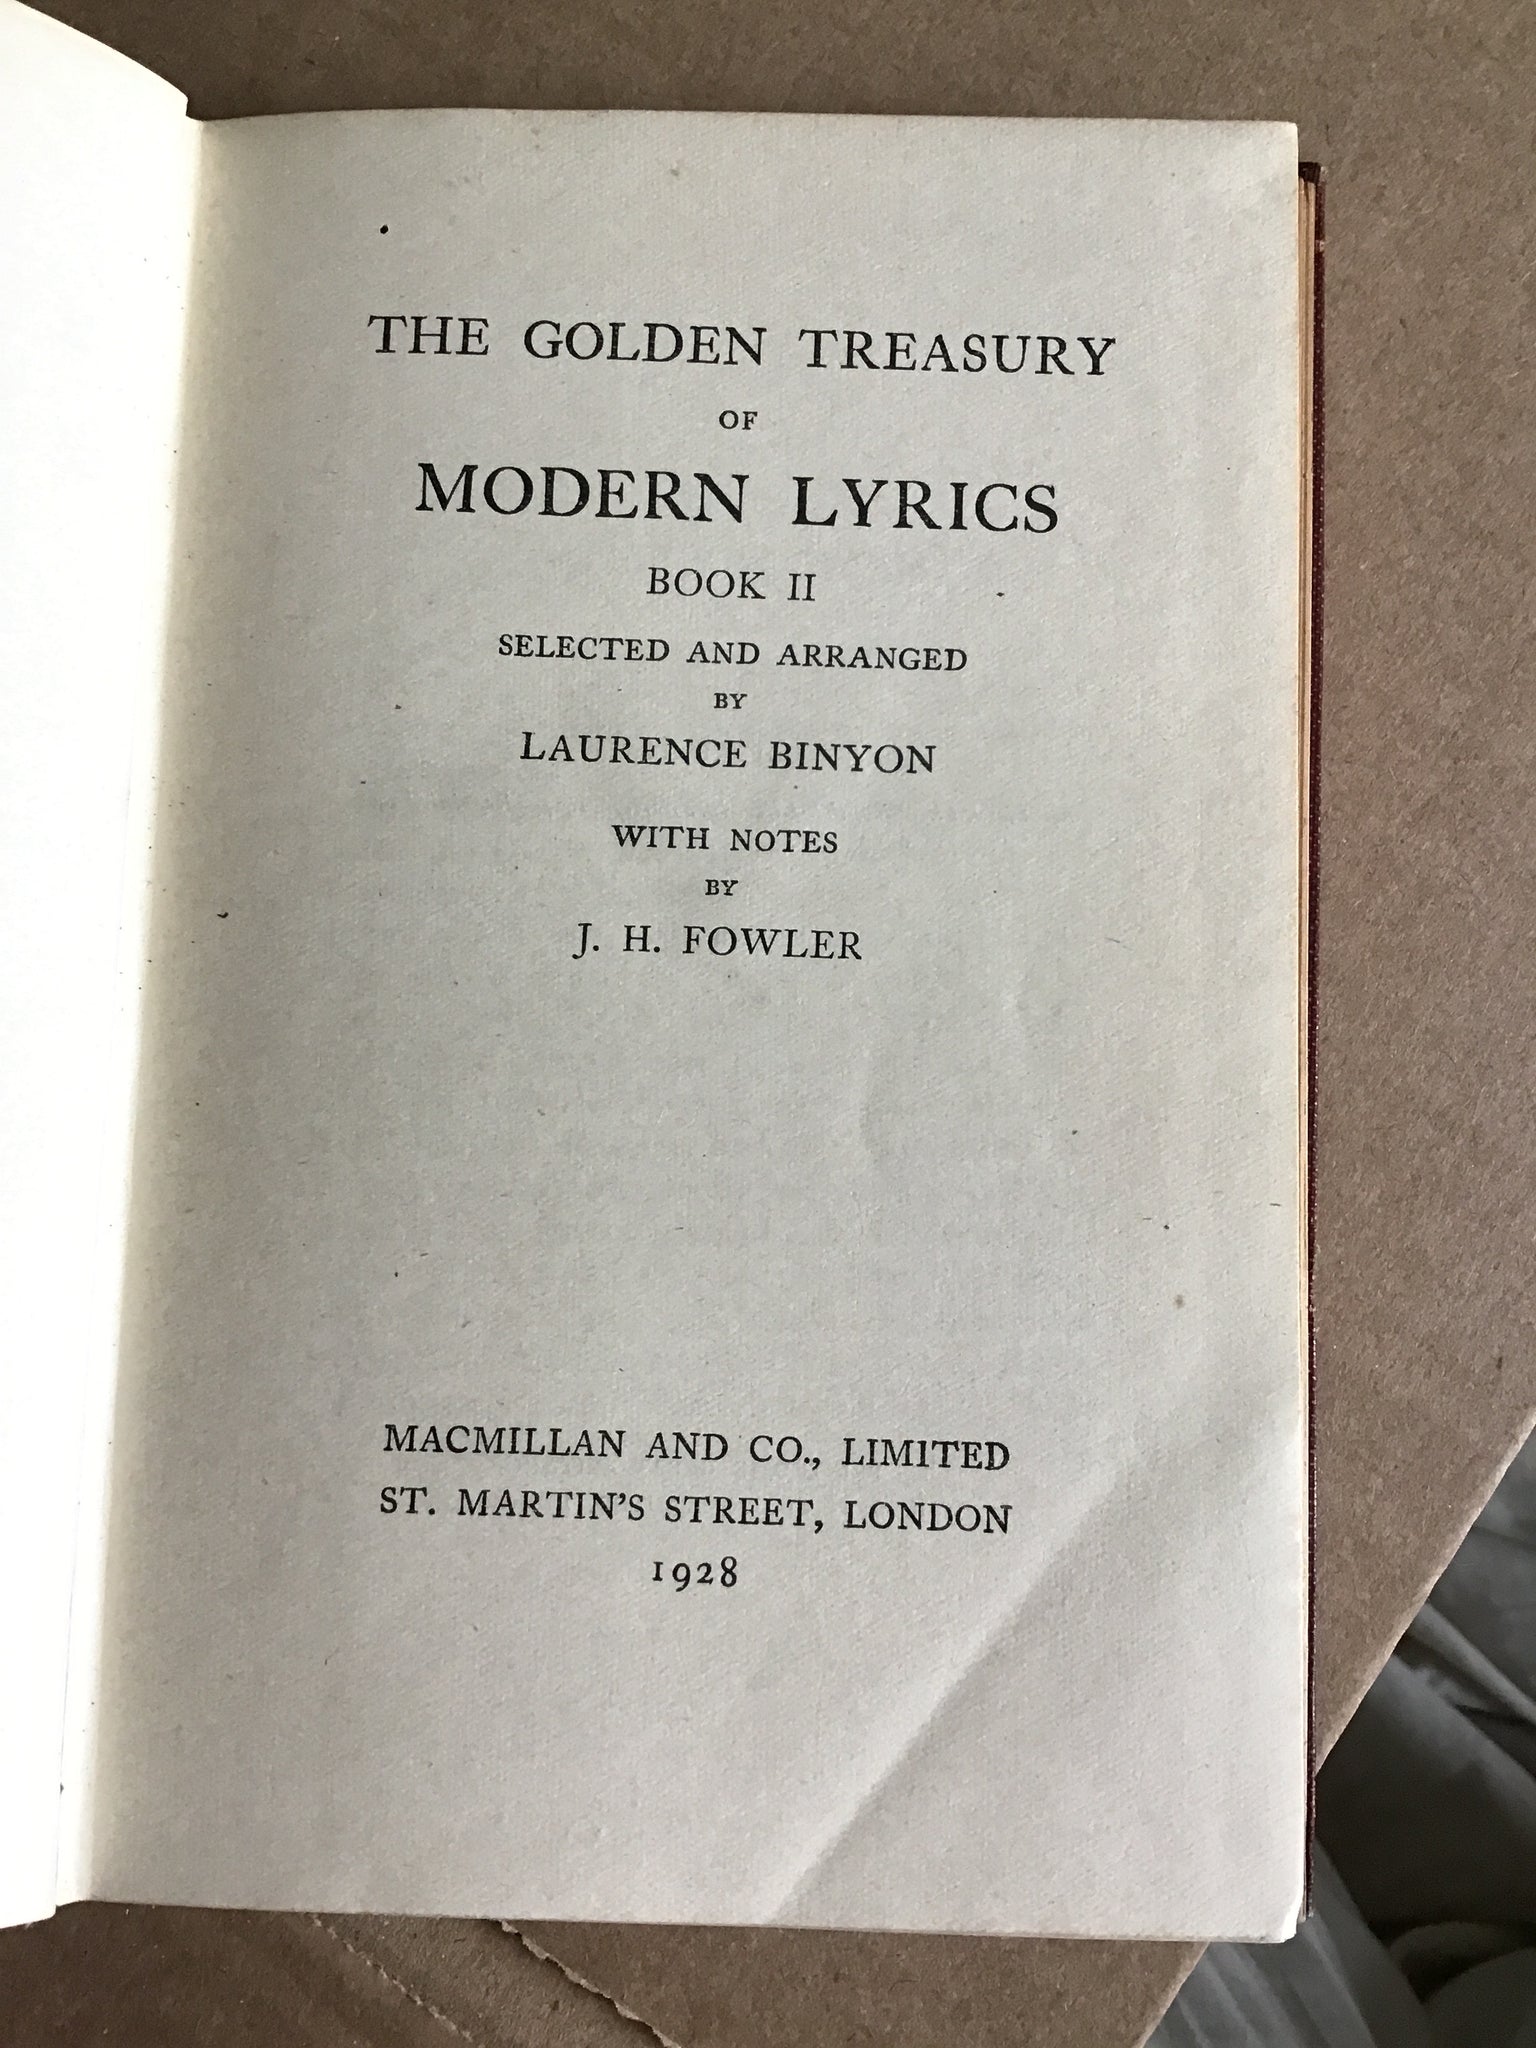 THE GOLDEN TREASURY
OF
MODERN LYRICS
BOOK II
SELECTED AND ARRANGED
BY
LAURENCE BINYON
WITH NOTES
BY
J. H. FOWLER
MACMILLAN AND CO., LIMITED
ST. MARTIN'S STREET, LONDON
1928